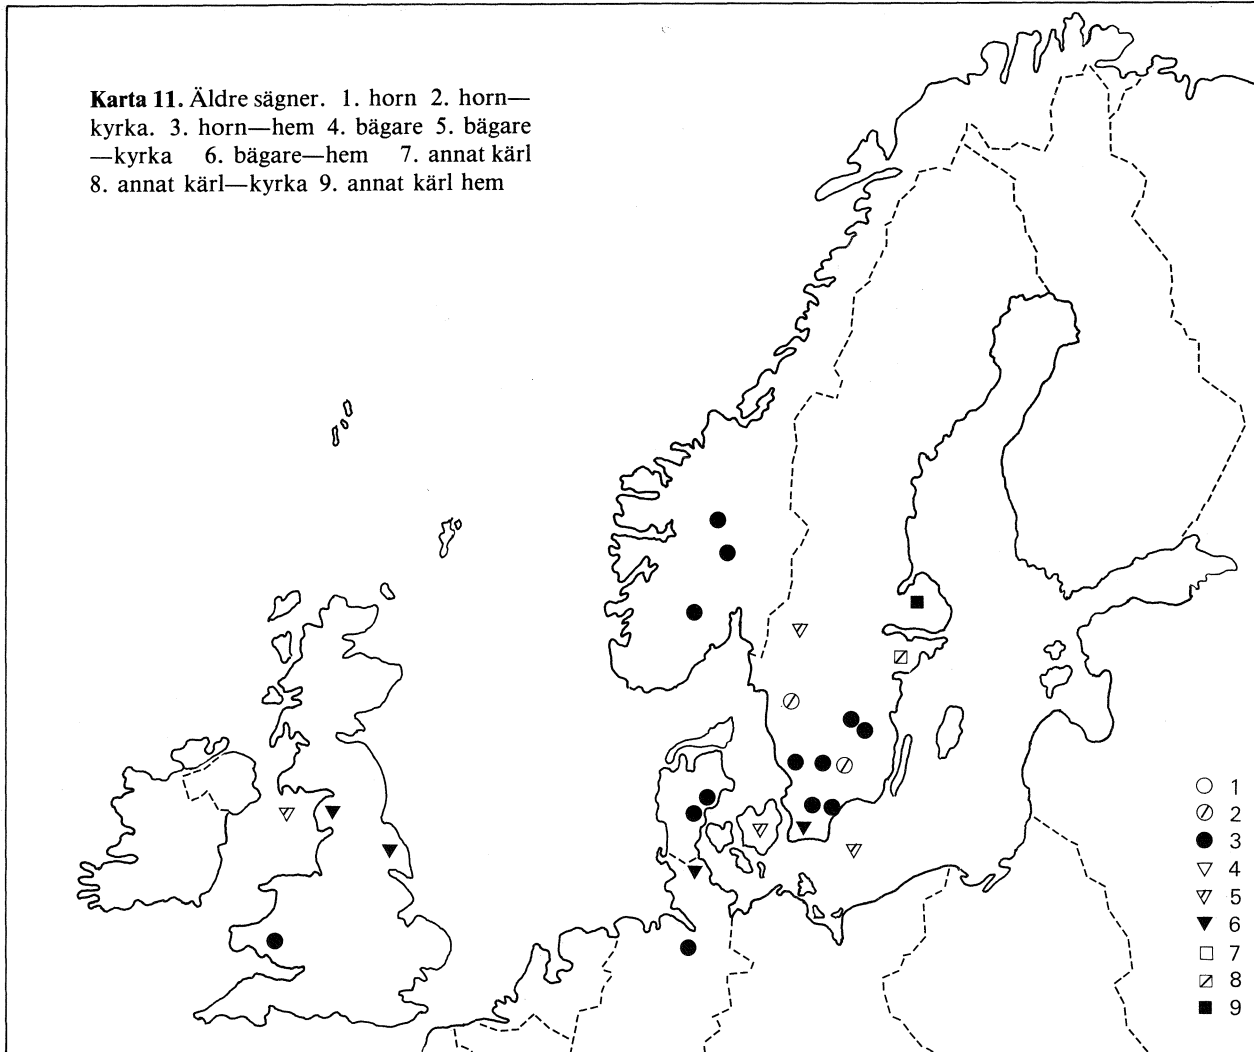 Karta 11. Äldre sägner. 1. horn 2. horn—
kyrka. 3. horn—hem 4. bägare 5. bägare
—kyrka 6. bägare—hem 7. annat kärl
8. annat kärl—kyrka 9. annat kärl hem
1
2
3
4
5
6
7
8
9